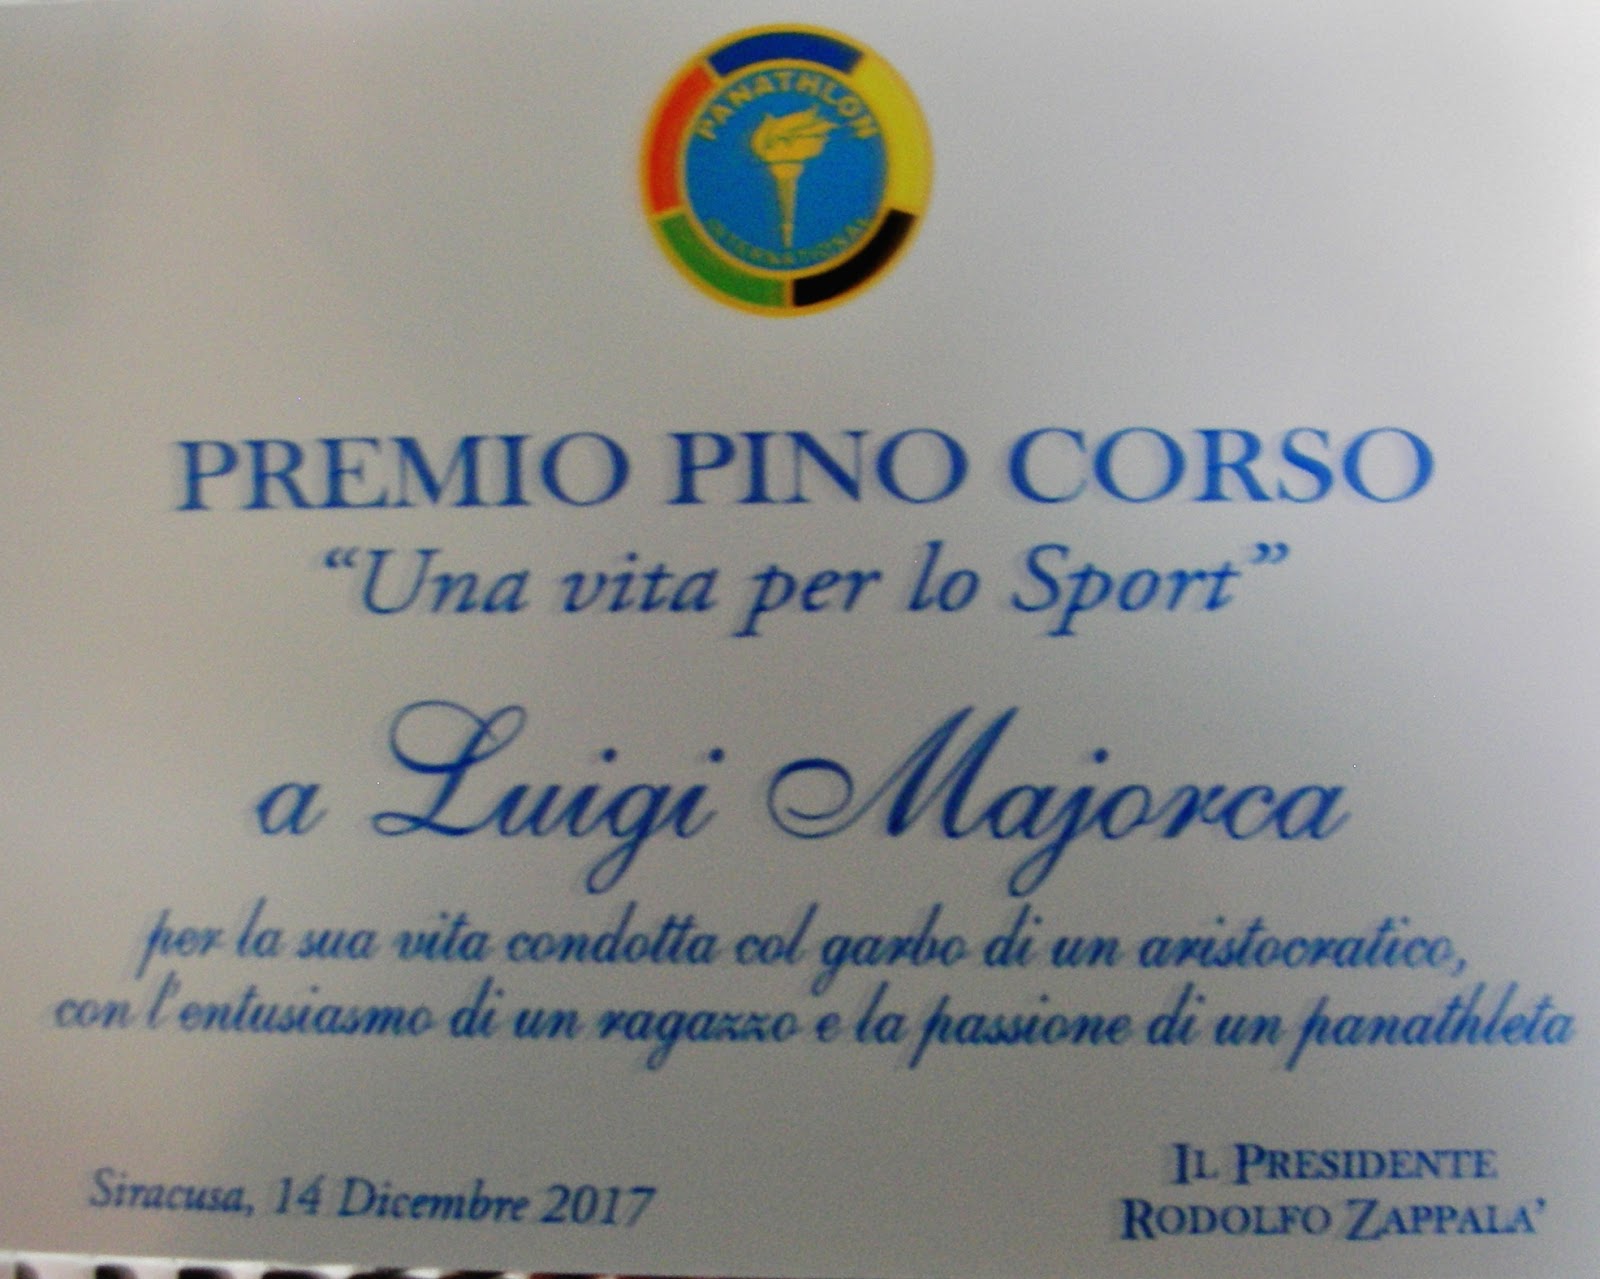 PANATHLON
INTERNATIONAL
PREMIO PINO CORSO
“Una vita per lo Sport”
a Luigi Majorca
per la sua vita condotta col garbo di un aristocratico,
con l'entusiasmo di un ragazzo e la passione di un panathleta
Siracusa, 14 Dicembre 2017
IL PRESIDENTE
RODOLFO ZAPPALA'